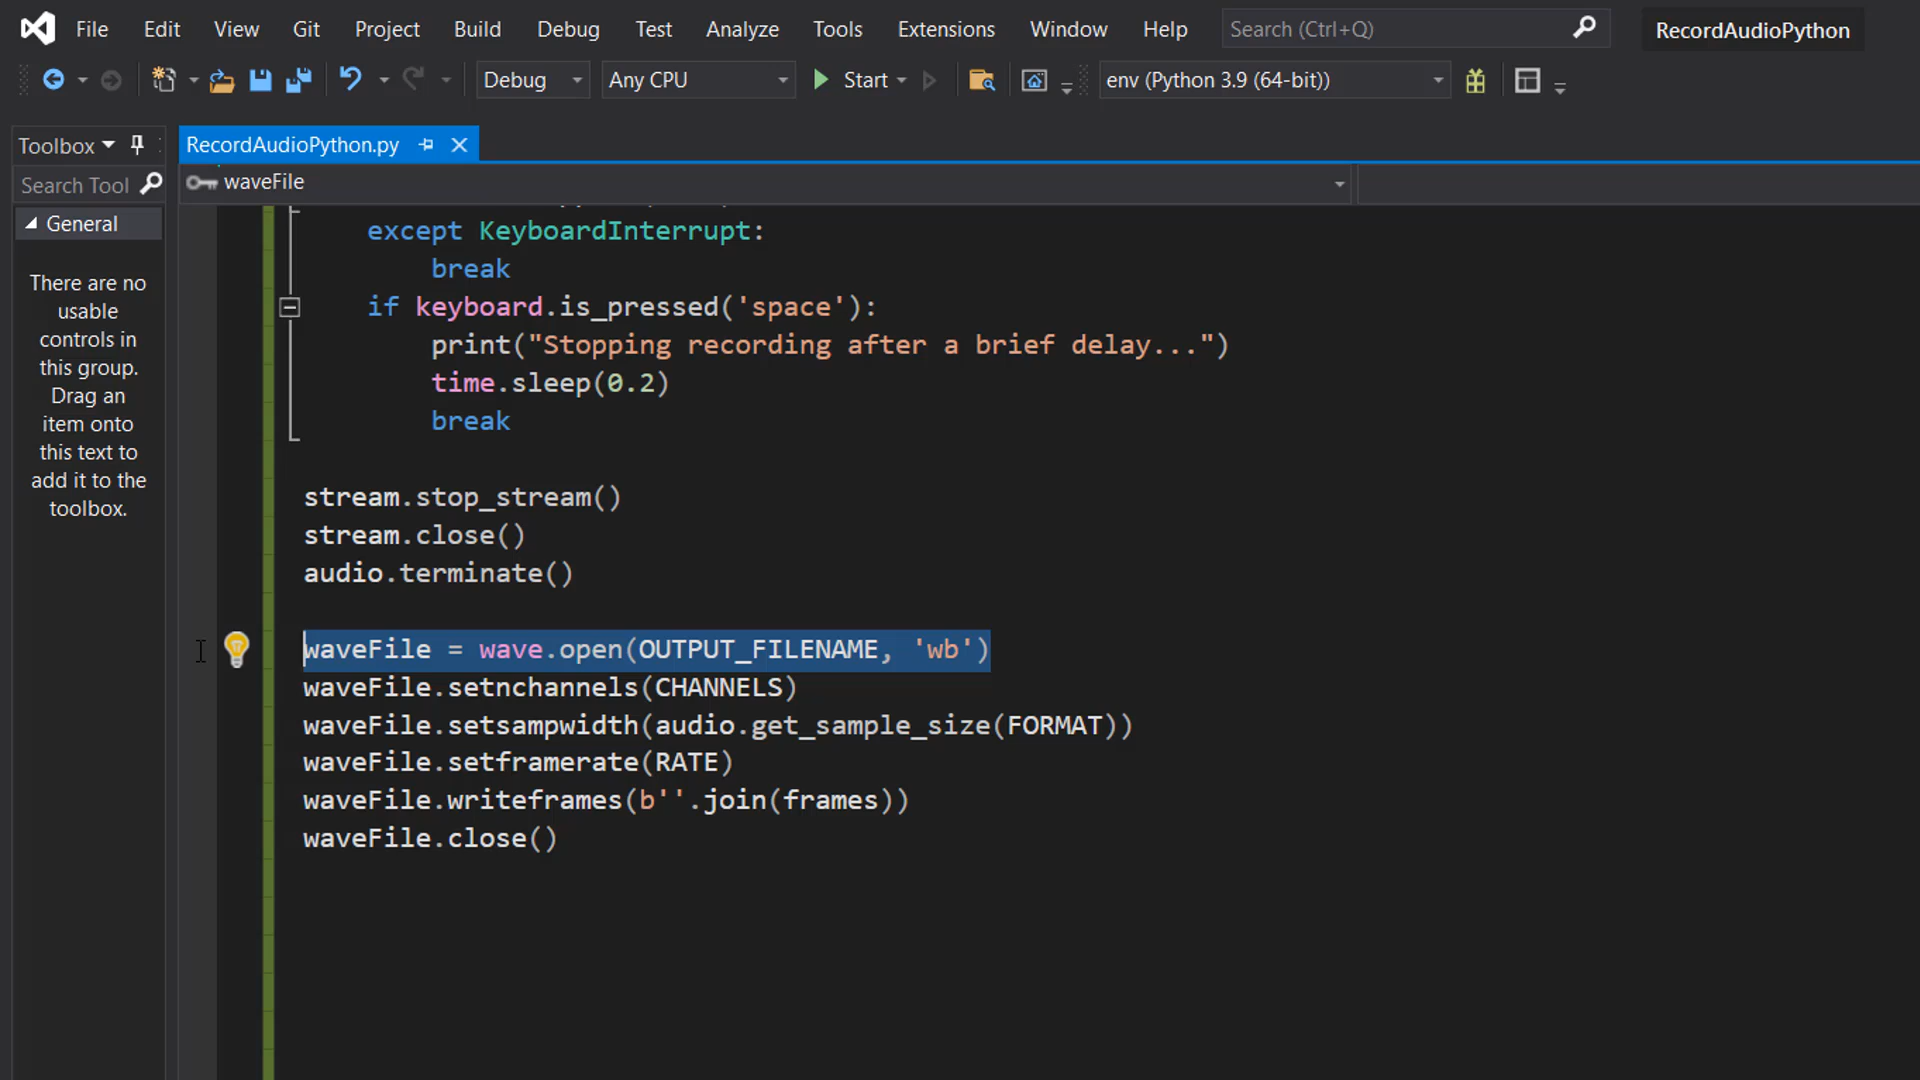 File Edit View Git Project Build Debug Test Analyze Tools Extensions Window Help Search (Ctrl+Q) RecordAudioPython
Debug Any CPU Start env (Python 3.9 (64-bit))
Toolbox
RecordAudioPython.py
Search Tool
waveFile
General
There are no
usable
controls in
this group.
Drag an
item onto
this text to
add it to the
toolbox.
except KeyboardInterrupt:
break
if keyboard.is_pressed('space'):
print("Stopping recording after a brief delay...")
time.sleep(0.2)
break
stream.stop_stream()
stream.close()
audio.terminate()
waveFile = wave.open(OUTPUT_FILENAME, 'wb')
waveFile.setnchannels(CHANNELS)
waveFile.setsampwidth(audio.get_sample_size(FORMAT))
waveFile.setframerate(RATE)
waveFile.writeframes(b''.join(frames))
waveFile.close()